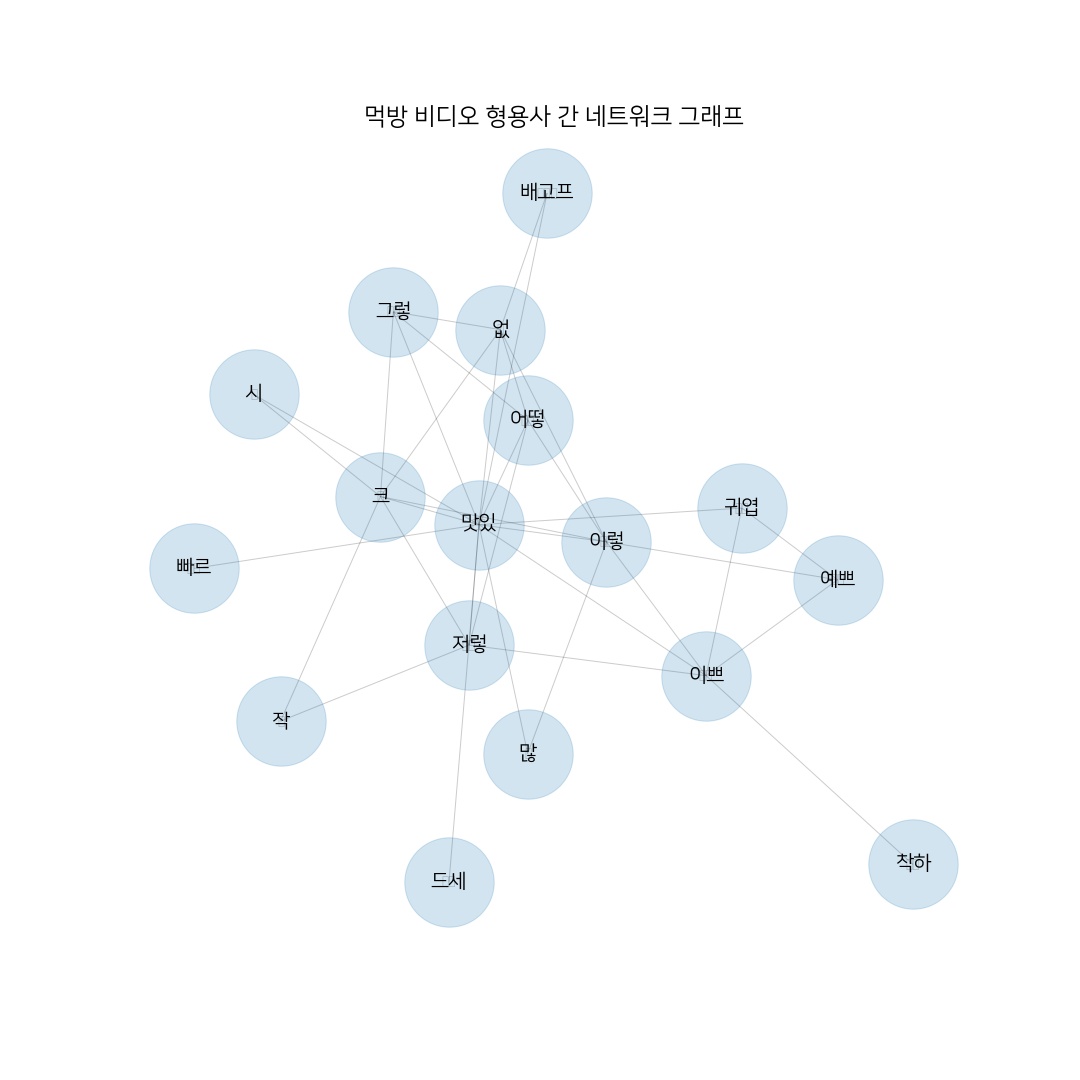 먹방 비디오 형용사 간 네트워크 그래프
배고프
그렇
없
시
어떻
크
맛있
이렇
귀엽
빠르
예쁘
저렇
이쁘
작
많
드세
착하